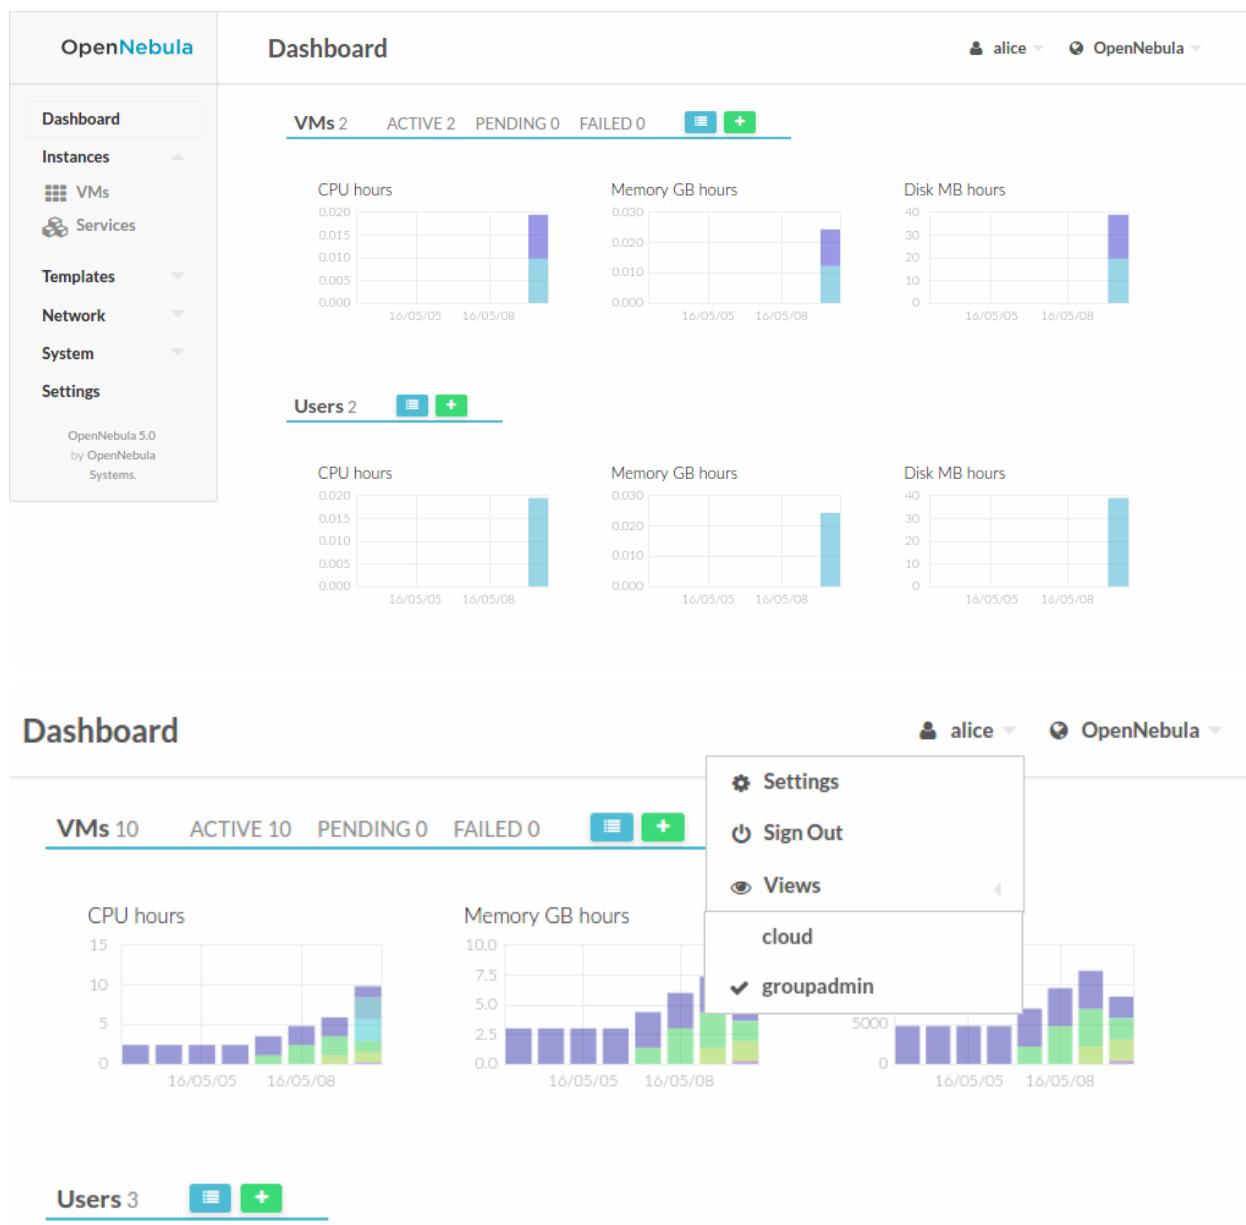 OpenNebula
Dashboard
alice
OpenNebula
Dashboard
Instances
VMs
Services
Templates
Network
System
Settings
OpenNebula 5.0
by OpenNebula
Systems.
VMs 2 ACTIVE 2 PENDING 0 FAILED 0
CPU hours
0.020
0.015
0.010
0.005
0.000
16/05/05 16/05/08
Memory GB hours
0.030
0.020
0.010
0.000
16/05/05 16/05/08
Disk MB hours
40
30
20
10
0
16/05/05 16/05/08
Users 2
CPU hours
0.020
0.015
0.010
0.005
0.000
16/05/05 16/05/08
Memory GB hours
0.030
0.020
0.010
0.000
16/05/05 16/05/08
Disk MB hours
40
30
20
10
0
16/05/05 16/05/08
Dashboard
alice
OpenNebula
Settings
Sign Out
Views
cloud
groupadmin
VMs 10 ACTIVE 10 PENDING 0 FAILED 0
CPU hours
15
10
5
0
16/05/05 16/05/08
Memory GB hours
10.0
7.5
5.0
2.5
0.0
16/05/05 16/05/08
5000
0
16/05/05 16/05/08
Users 3